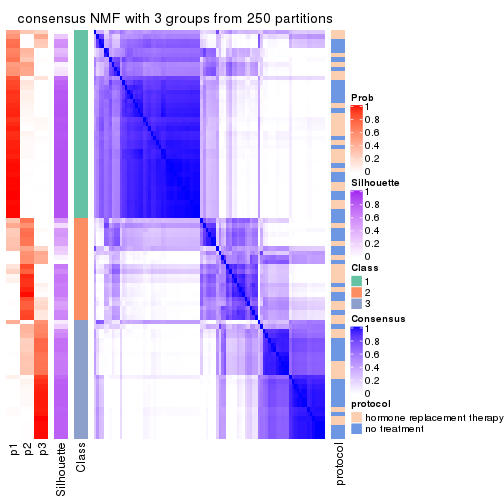 consensus NMF with 3 groups from 250 partitions
Prob
1
0.8
0.6
0.4
0.2
0
Silhouette
1
0.8
0.6
0.4
0.2
0
Class
1
2
3
Consensus
1
0.8
0.6
0.4
0.2
0
protocol
hormone replacement therapy
no treatment
p1
p2
p3
Silhouette
Class
protocol